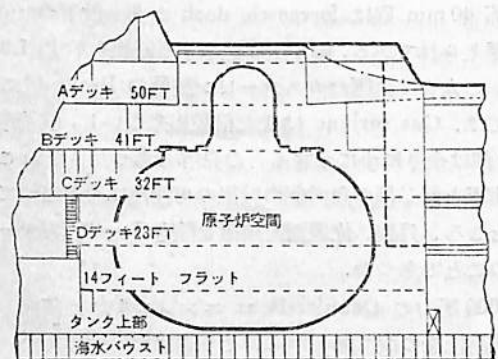 Aデッキ 50FT
Bデッキ 41FT
Cデッキ 32FT
原子炉空間
Dデッキ23FT
14フィート フラット
タンク上部
海水バウスト